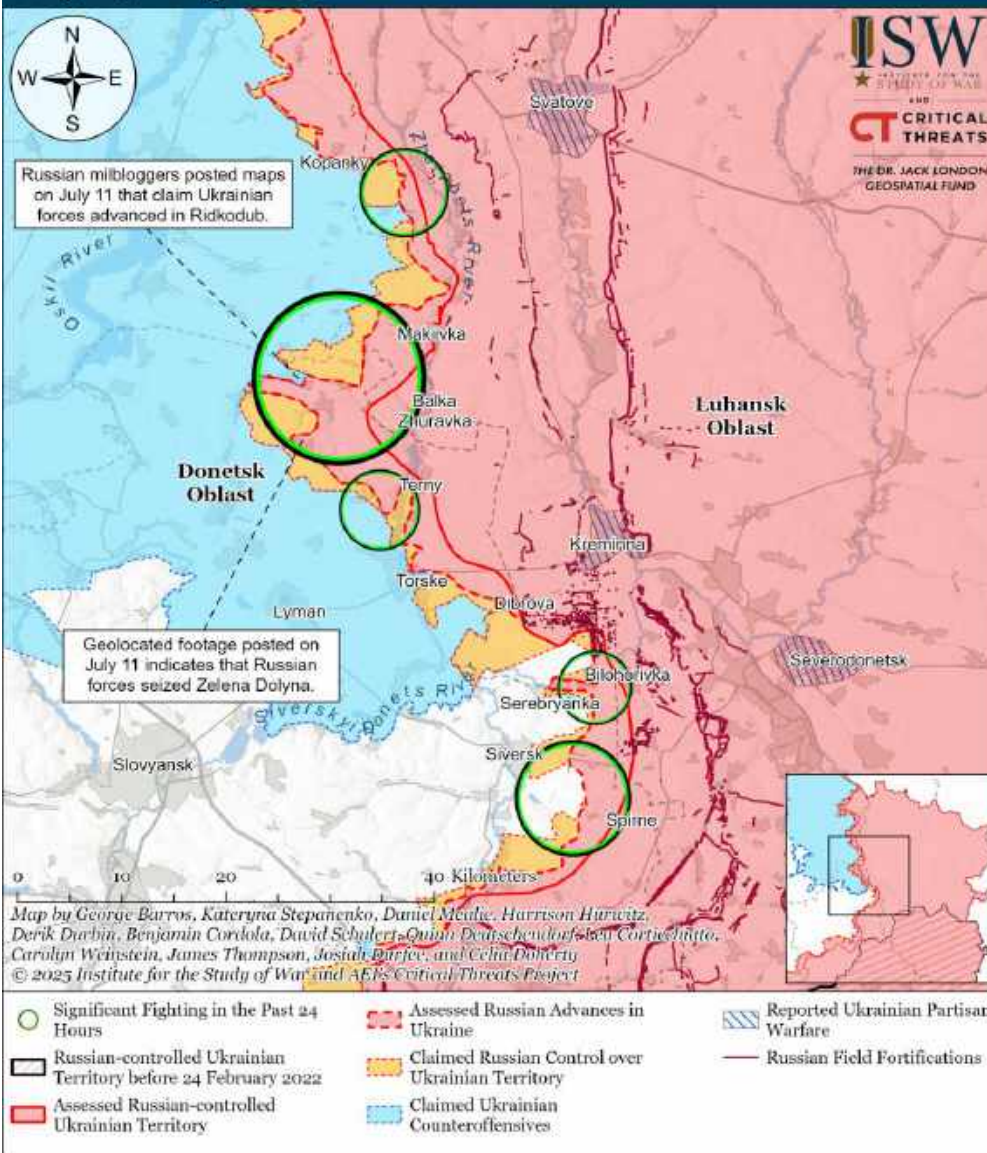 N
W E
S
ISW
INSTITUTE FOR THE
STUDY OF WAR
AND
CT CRITICAL
THREATS
THE DR. JACK LONDON
GEOSPATIAL FUND
Svatove
Kopanky
Russian milbloggers posted maps
on July 11 that claim Ukrainian
forces advanced in Ridkodub.
Zherebets River
Oskil River
Makiivka
Balka
Zhuravka
Luhansk
Oblast
Donetsk
Oblast
Terny
Kreminna
Torske
Dibrova
Lyman
Geolocated footage posted on
July 11 indicates that Russian
forces seized Zelena Dolyna.
Bilohorivka
Severodonetsk
Serebryanka
Siverskyi Donets River
Siversk
Slovyansk
Spirne
0 10 20 40 Kilometers
Map by George Barros, Kateryna Stepanenko, Daniel Mealie, Harrison Hurwitz,
Derik Durbin, Benjamin Cordola, David Schulert, Quinn Deutschendorf,
Carolyn Weinstein, James Thompson, Josiah Durfee, and Celia Doherty
© 2025 Institute for the Study of War and AEI's Critical Threats Project
Significant Fighting in the Past 24
Hours
Russian-controlled Ukrainian
Territory before 24 February 2022
Assessed Russian-controlled
Ukrainian Territory
Assessed Russian Advances in
Ukraine
Claimed Russian Control over
Ukrainian Territory
Claimed Ukrainian
Counteroffensives
Reported Ukrainian Partisan
Warfare
Russian Field Fortifications